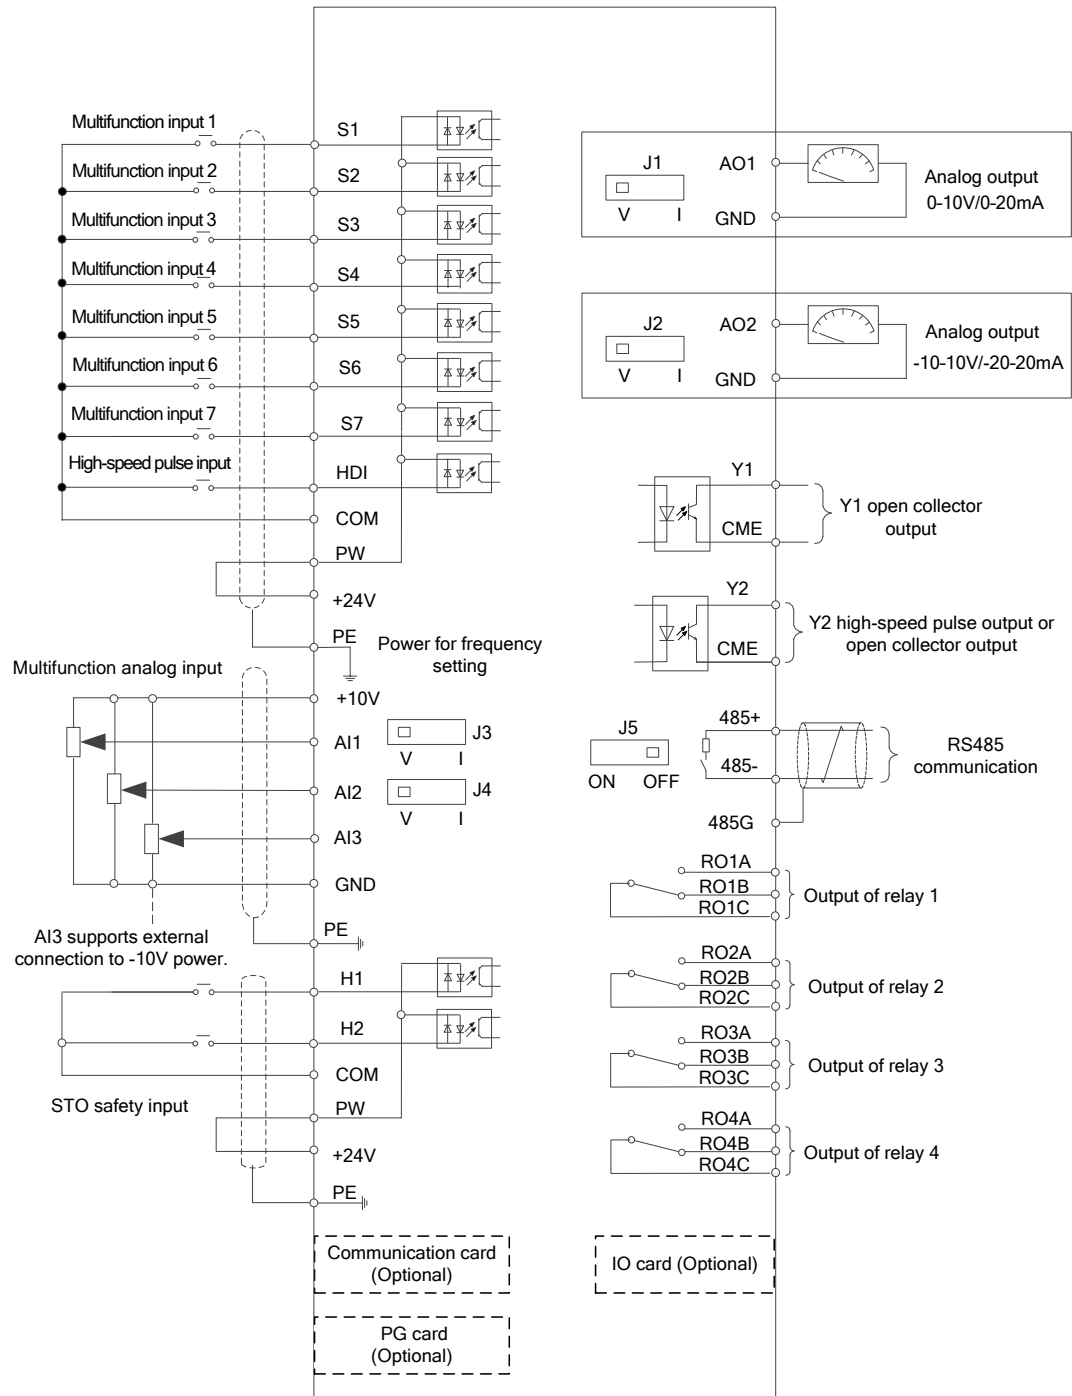 Multifunction input 1
S1
Multifunction input 2
S2
Multifunction input 3
S3
Multifunction input 4
S4
Multifunction input 5
S5
Multifunction input 6
S6
Multifunction input 7
S7
High-speed pulse input
HDI
COM
PW
+24V
PE
Power for frequency
setting
Multifunction analog input
+10V
AI1
J3
V I
AI2
J4
V I
AI3
GND
PE
AI3 supports external
connection to -10V power.
H1
H2
COM
STO safety input
PW
+24V
PE
Communication card
(Optional)
PG card
(Optional)
J1
V I
AO1
GND
Analog output
0-10V/0-20mA
J2
V I
AO2
GND
Analog output
-10-10V/-20-20mA
Y1
CME
Y1 open collector
output
Y2
CME
Y2 high-speed pulse output or
open collector output
J5
ON OFF
485+
485-
485G
RS485
communication
RO1A
RO1B
RO1C
Output of relay 1
RO2A
RO2B
RO2C
Output of relay 2
RO3A
RO3B
RO3C
Output of relay 3
RO4A
RO4B
RO4C
Output of relay 4
IO card (Optional)